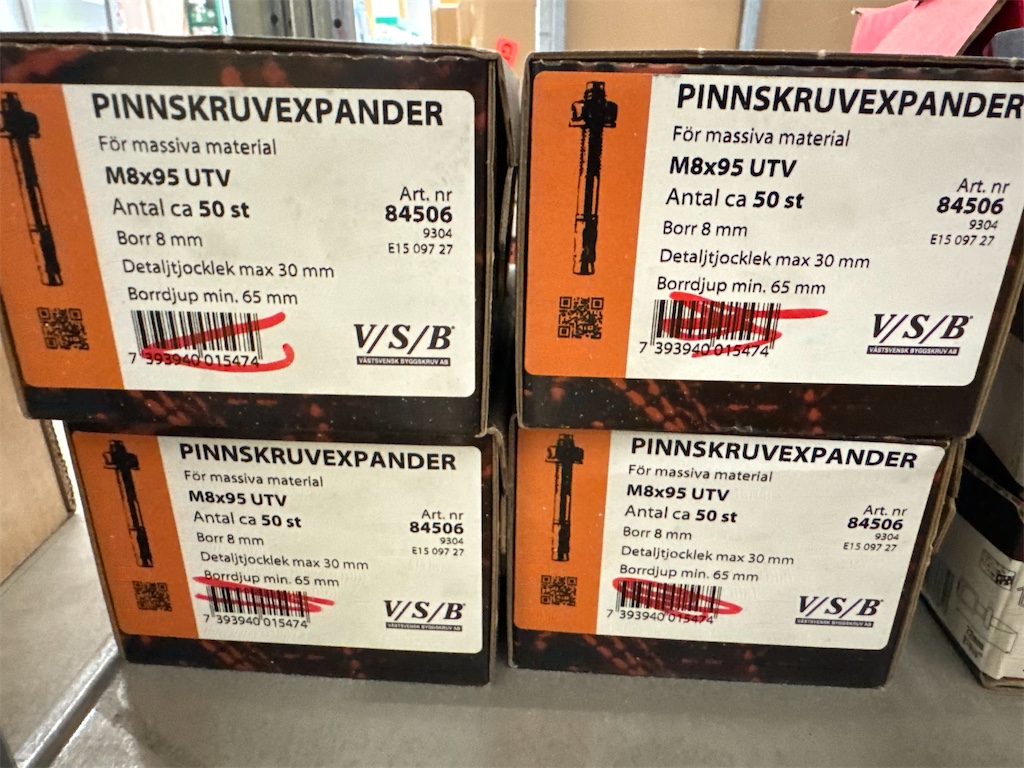 PINNSKRUVEXPANDER
För massiva material
M8x95 UTV
Antal ca 50 st
Art. nr
84506
9304
E15 097 27
Borr 8 mm
Detaljtjocklek max 30 mm
Borrdjup min. 65 mm
7 393940 015474
V/S/B
VÄSTSVENSK BYGGSKRUV AB
PINNSKRUVEXPANDER
För massiva material
M8x95 UTV
Antal ca 50 st
Art. nr
84506
9304
E15 097 27
Borr 8 mm
Detaljtjocklek max 30 mm
Borrdjup min. 65 mm
7 393940 015474
V/S/B
VÄSTSVENSK BYGGSKRUV AB
PINNSKRUVEXPANDER
För massiva material
M8x95 UTV
Antal ca 50 st
Art. nr
84506
9304
E15 097 27
Borr 8 mm
Detaljtjocklek max 30 mm
Borrdjup min. 65 mm
7 393940 015474
V/S/B
VÄSTSVENSK BYGGSKRUV AB
PINNSKRUVEXPANDER
För massiva material
M8x95 UTV
Antal ca 50 st
Art. nr
84506
9304
E15 097 27
Borr 8 mm
Detaljtjocklek max 30 mm
Borrdjup min. 65 mm
7 393940 015474
V/S/B
VÄSTSVENSK BYGGSKRUV AB